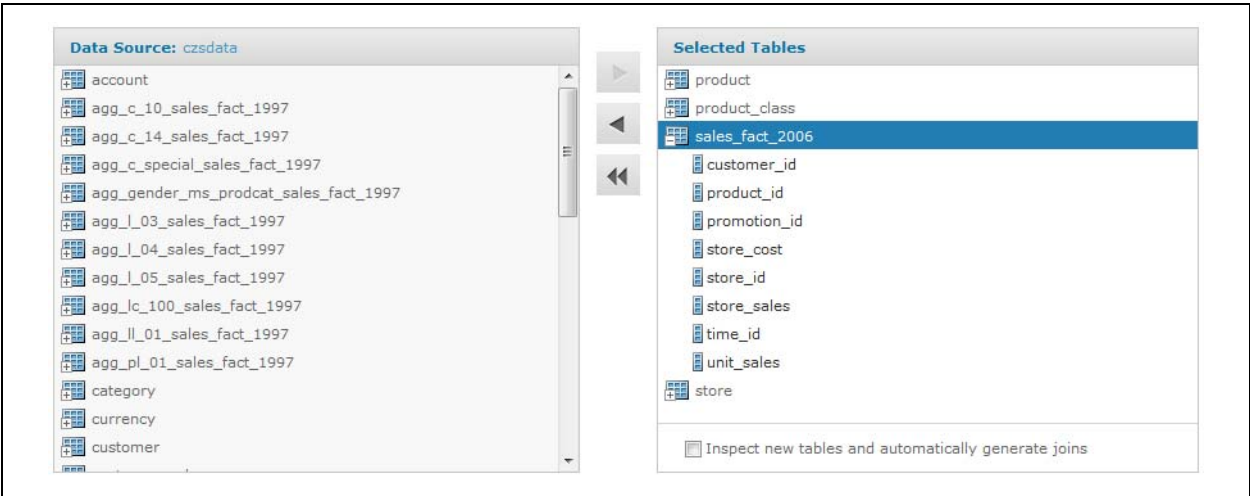 Data Source: czsdata
account
agg_c_10_sales_fact_1997
agg_c_14_sales_fact_1997
agg_c_special_sales_fact_1997
agg_gender_ms_prodcat_sales_fact_1997
agg_l_03_sales_fact_1997
agg_l_04_sales_fact_1997
agg_l_05_sales_fact_1997
agg_lc_100_sales_fact_1997
agg_ll_01_sales_fact_1997
agg_pl_01_sales_fact_1997
category
currency
customer
Selected Tables
product
product_class
sales_fact_2006
customer_id
product_id
promotion_id
store_cost
store_id
store_sales
time_id
unit_sales
store
Inspect new tables and automatically generate joins